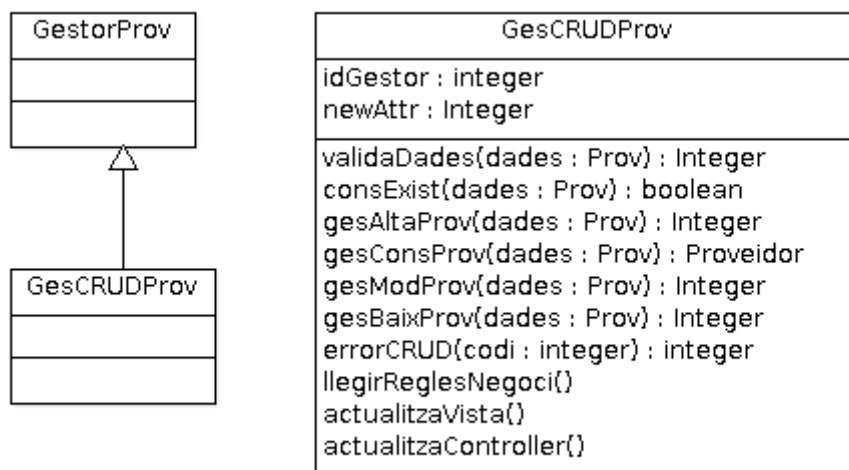 GestorProv
GesCRUDProv
GesCRUDProv
idGestor : integer
newAttr : Integer
validaDades(dades : Prov) : Integer
consExist(dades : Prov) : boolean
gesAltaProv(dades : Prov) : Integer
gesConsProv(dades : Prov) : Proveidor
gesModProv(dades : Prov) : Integer
gesBaixProv(dades : Prov) : Integer
errorCRUD(codi : integer) : integer
llegirReglesNegoci()
actualitzaVista()
actualitzaController()